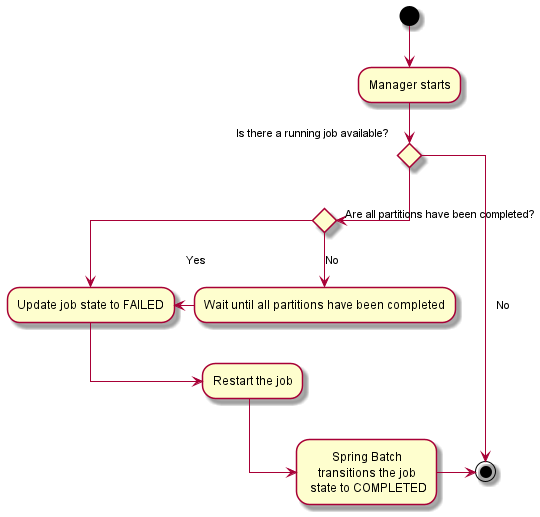 Manager starts
Is there a running job available?
Are all partitions have been completed?
Yes
No
Update job state to FAILED
Wait until all partitions have been completed
No
Restart the job
Spring Batch
transitions the job
state to COMPLETED